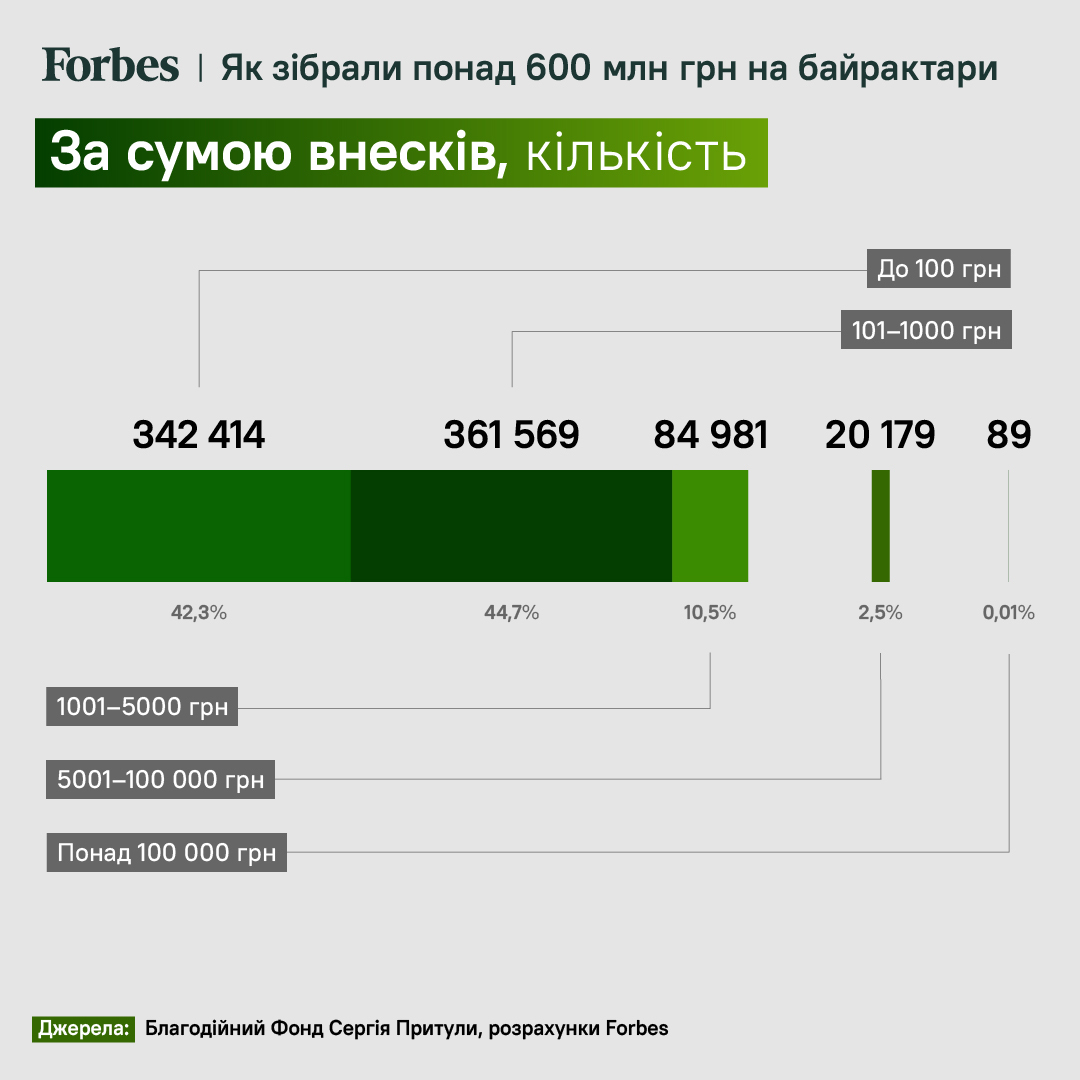 Forbes | Як зібрали понад 600 млн грн на байрактари
За сумою внесків, кількість
До 100 грн
101–1000 грн
342 414 361 569 84 981 20 179 89
42,3% 44,7% 10,5% 2,5% 0,01%
1001–5000 грн
5001–100 000 грн
Понад 100 000 грн
Джерела: Благодійний Фонд Сергія Притули, розрахунки Forbes